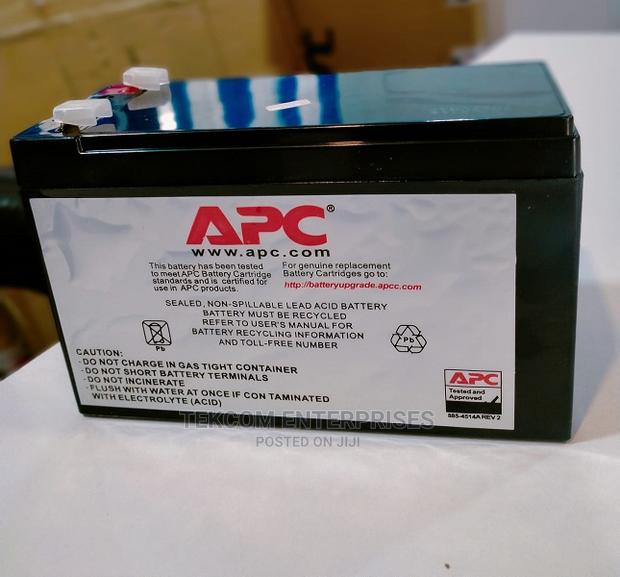 APC®
www.apc.com
This battery has been tested
to meet APC Battery Cartridge
standards and is certified for
use in APC products.
For genuine replacement
Battery Cartridges go to:
http://batteryupgrade.apcc.com
SEALED, NON-SPILLABLE LEAD ACID BATTERY
BATTERY MUST BE RECYCLED
REFER TO USER'S MANUAL FOR
BATTERY RECYCLING INFORMATION
AND TOLL-FREE NUMBER
Pb
Pb
CAUTION:
- DO NOT CHARGE IN GAS TIGHT CONTAINER
- DO NOT SHORT BATTERY TERMINALS
- DO NOT INCINERATE
- FLUSH WITH WATER AT ONCE IF CON TAMINATED
WITH ELECTROLYTE (ACID)
APC
Tested and
Approved
885-4514A REV 2
TEKCOM ENTERPRISES
POSTED ON JIJI